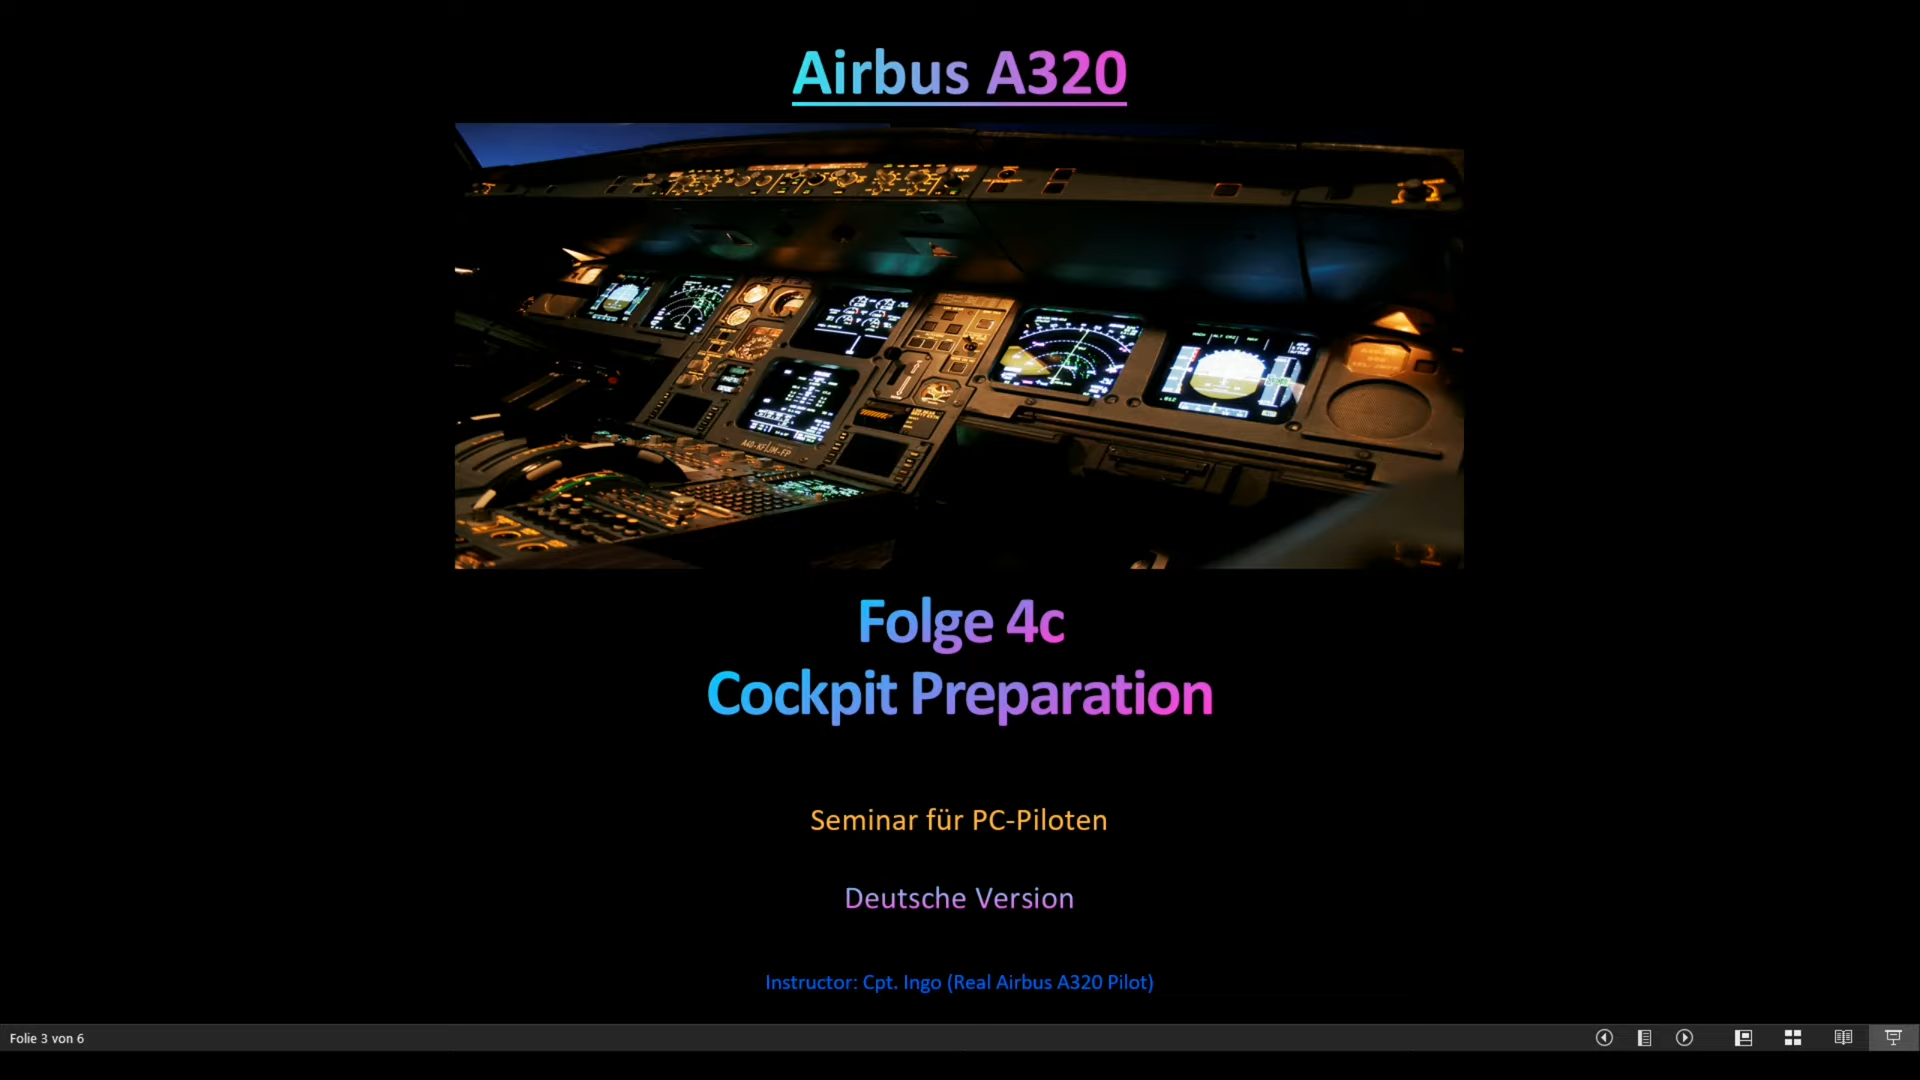 Airbus A320
Folge 4c
Cockpit Preparation
Seminar für PC-Piloten
Deutsche Version
Instructor: Cpt. Ingo (Real Airbus A320 Pilot)
Folie 3 von 6